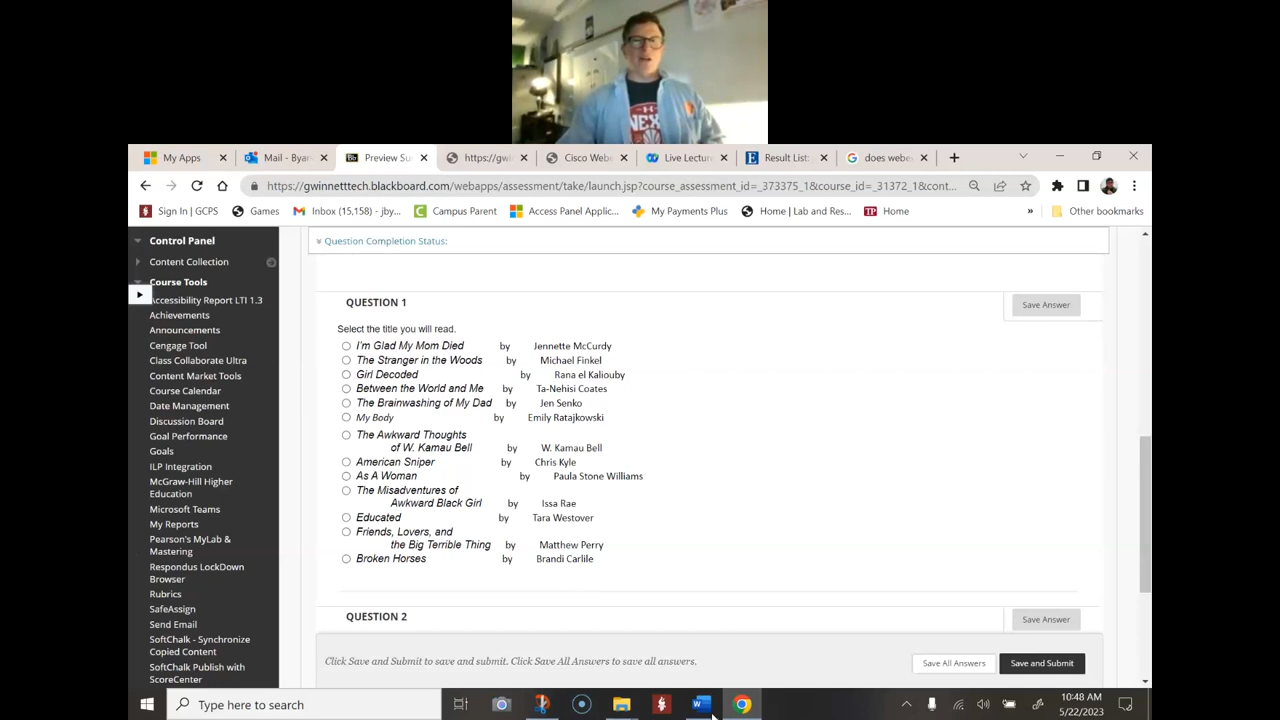 NEX
My Apps
Mail - Byar
Preview Su
https://gwi
Cisco Web
Live Lectur
Result List:
does webe
https://gwinnetttech.blackboard.com/webapps/assessment/take/launch.jsp?course_assessment_id=_373375_1&course_id=_31372_1&cont...
Sign In | GCPS
Games
Inbox (15,158) - jby...
Campus Parent
Access Panel Applic...
My Payments Plus
Home | Lab and Res...
Home
»
Other bookmarks
Control Panel
Content Collection
Course Tools
Accessibility Report LTI 1.3
Achievements
Announcements
Cengage Tool
Class Collaborate Ultra
Content Market Tools
Course Calendar
Date Management
Discussion Board
Goal Performance
Goals
ILP Integration
McGraw-Hill Higher
Education
Microsoft Teams
My Reports
Pearson's MyLab &
Mastering
Respondus LockDown
Browser
Rubrics
SafeAssign
Send Email
SoftChalk - Synchronize
Copied Content
SoftChalk Publish with
ScoreCenter
Question Completion Status:
QUESTION 1
Save Answer
Select the title you will read.
I'm Glad My Mom Died by Jennette McCurdy
The Stranger in the Woods by Michael Finkel
Girl Decoded by Rana el Kaliouby
Between the World and Me by Ta-Nehisi Coates
The Brainwashing of My Dad by Jen Senko
My Body by Emily Ratajkowski
The Awkward Thoughts
of W. Kamau Bell by W. Kamau Bell
American Sniper by Chris Kyle
As A Woman by Paula Stone Williams
The Misadventures of
Awkward Black Girl by Issa Rae
Educated by Tara Westover
Friends, Lovers, and
the Big Terrible Thing by Matthew Perry
Broken Horses by Brandi Carlile
QUESTION 2
Save Answer
Click Save and Submit to save and submit. Click Save All Answers to save all answers.
Save All Answers
Save and Submit
Type here to search
10:48 AM
5/22/2023